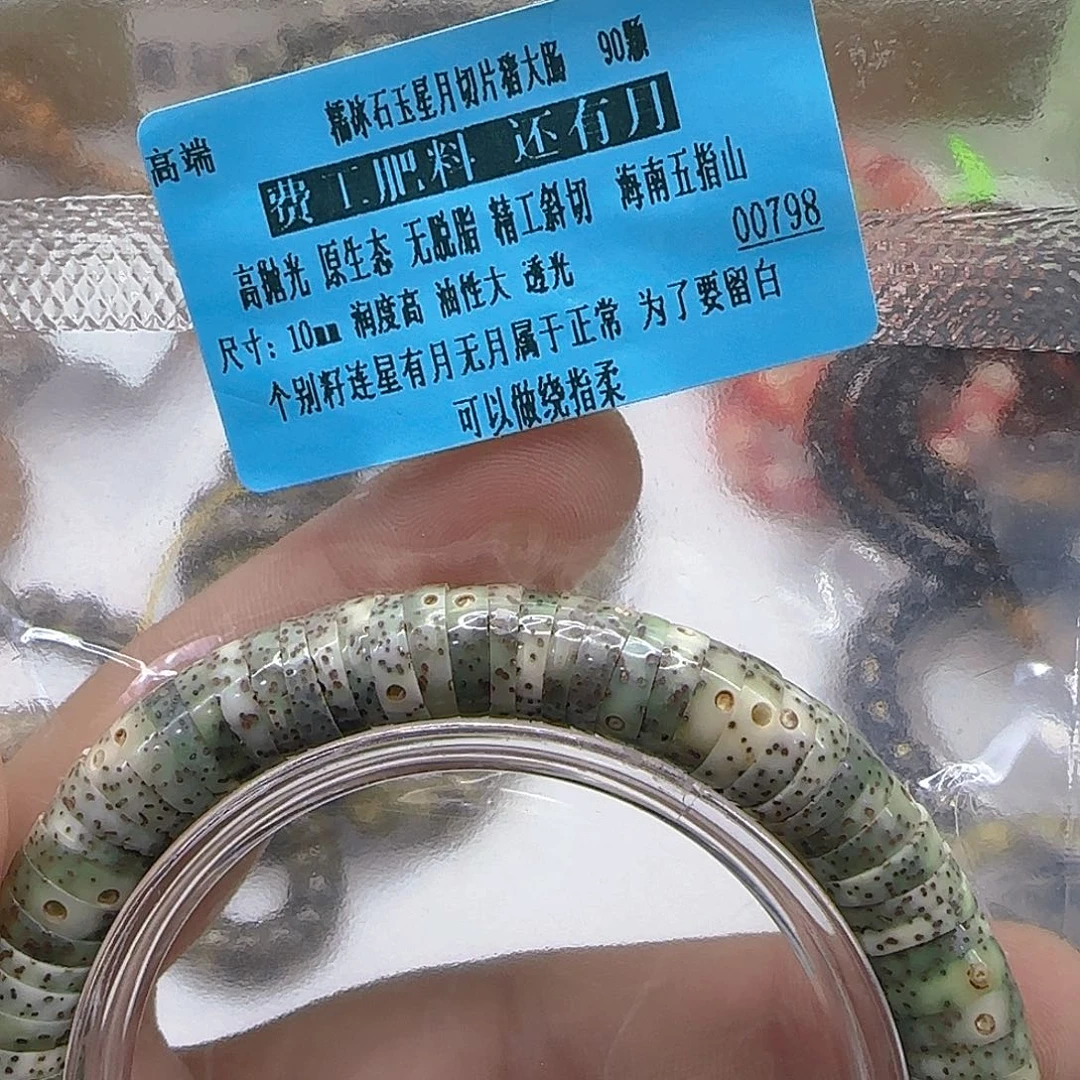 糯冰石玉星月切片猪大肠 90颗
高端
费工肥料 还有月
高抛光 原生态 无脱脂 精工斜切 海南五指山
00798
尺寸：10mm 润度高 油性大 透光
个别籽连星有月无月属于正常 为了要留白
可以做绕指柔